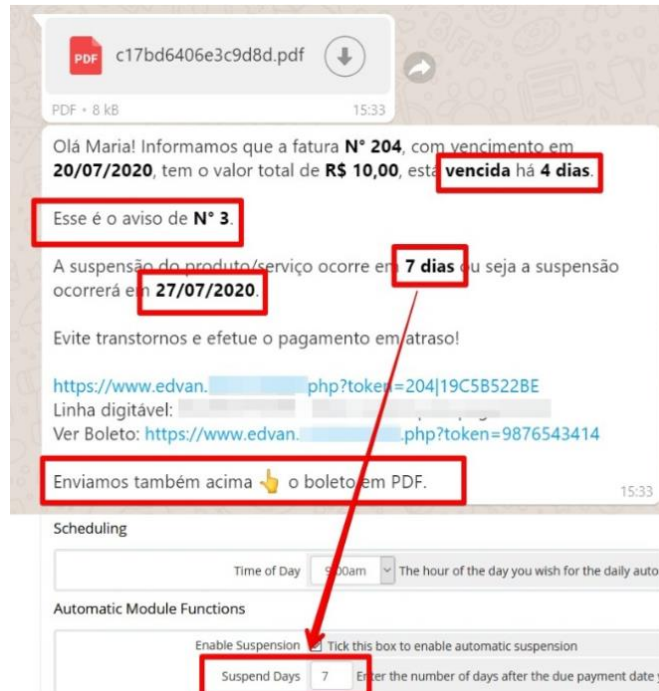 PDF c17bd6406e3c9d8d.pdf
PDF • 8 kB 15:33
Olá Maria! Informamos que a fatura N° 204, com vencimento em
20/07/2020, tem o valor total de R$ 10,00, está vencida há 4 dias.
Esse é o aviso de N° 3.
A suspensão do produto/serviço ocorre em 7 dias ou seja a suspensão
ocorrerá em 27/07/2020.
Evite transtornos e efetue o pagamento em atraso!
https://www.edvan. php?token=204|19C5B522BE
Linha digitável:
Ver Boleto: https://www.edvan. .php?token=9876543414
Enviamos também acima 👆 o boleto em PDF.
15:33
Scheduling
Time of Day 9:00am The hour of the day you wish for the daily auto
Automatic Module Functions
Enable Suspension Tick this box to enable automatic suspension
Suspend Days 7 Enter the number of days after the due payment date